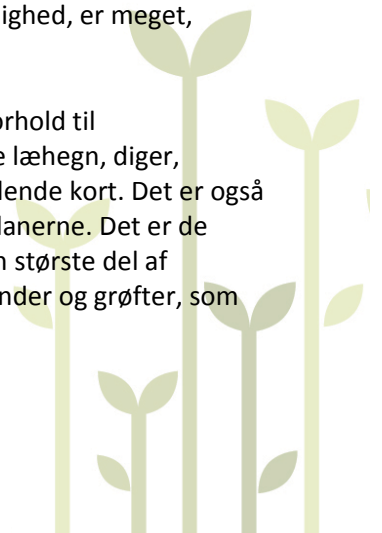 ighed, er meget,
orhold til
e læhegn, diger,
lende kort. Det er også
lanerne. Det er de
n største del af
nder og grøfter, som